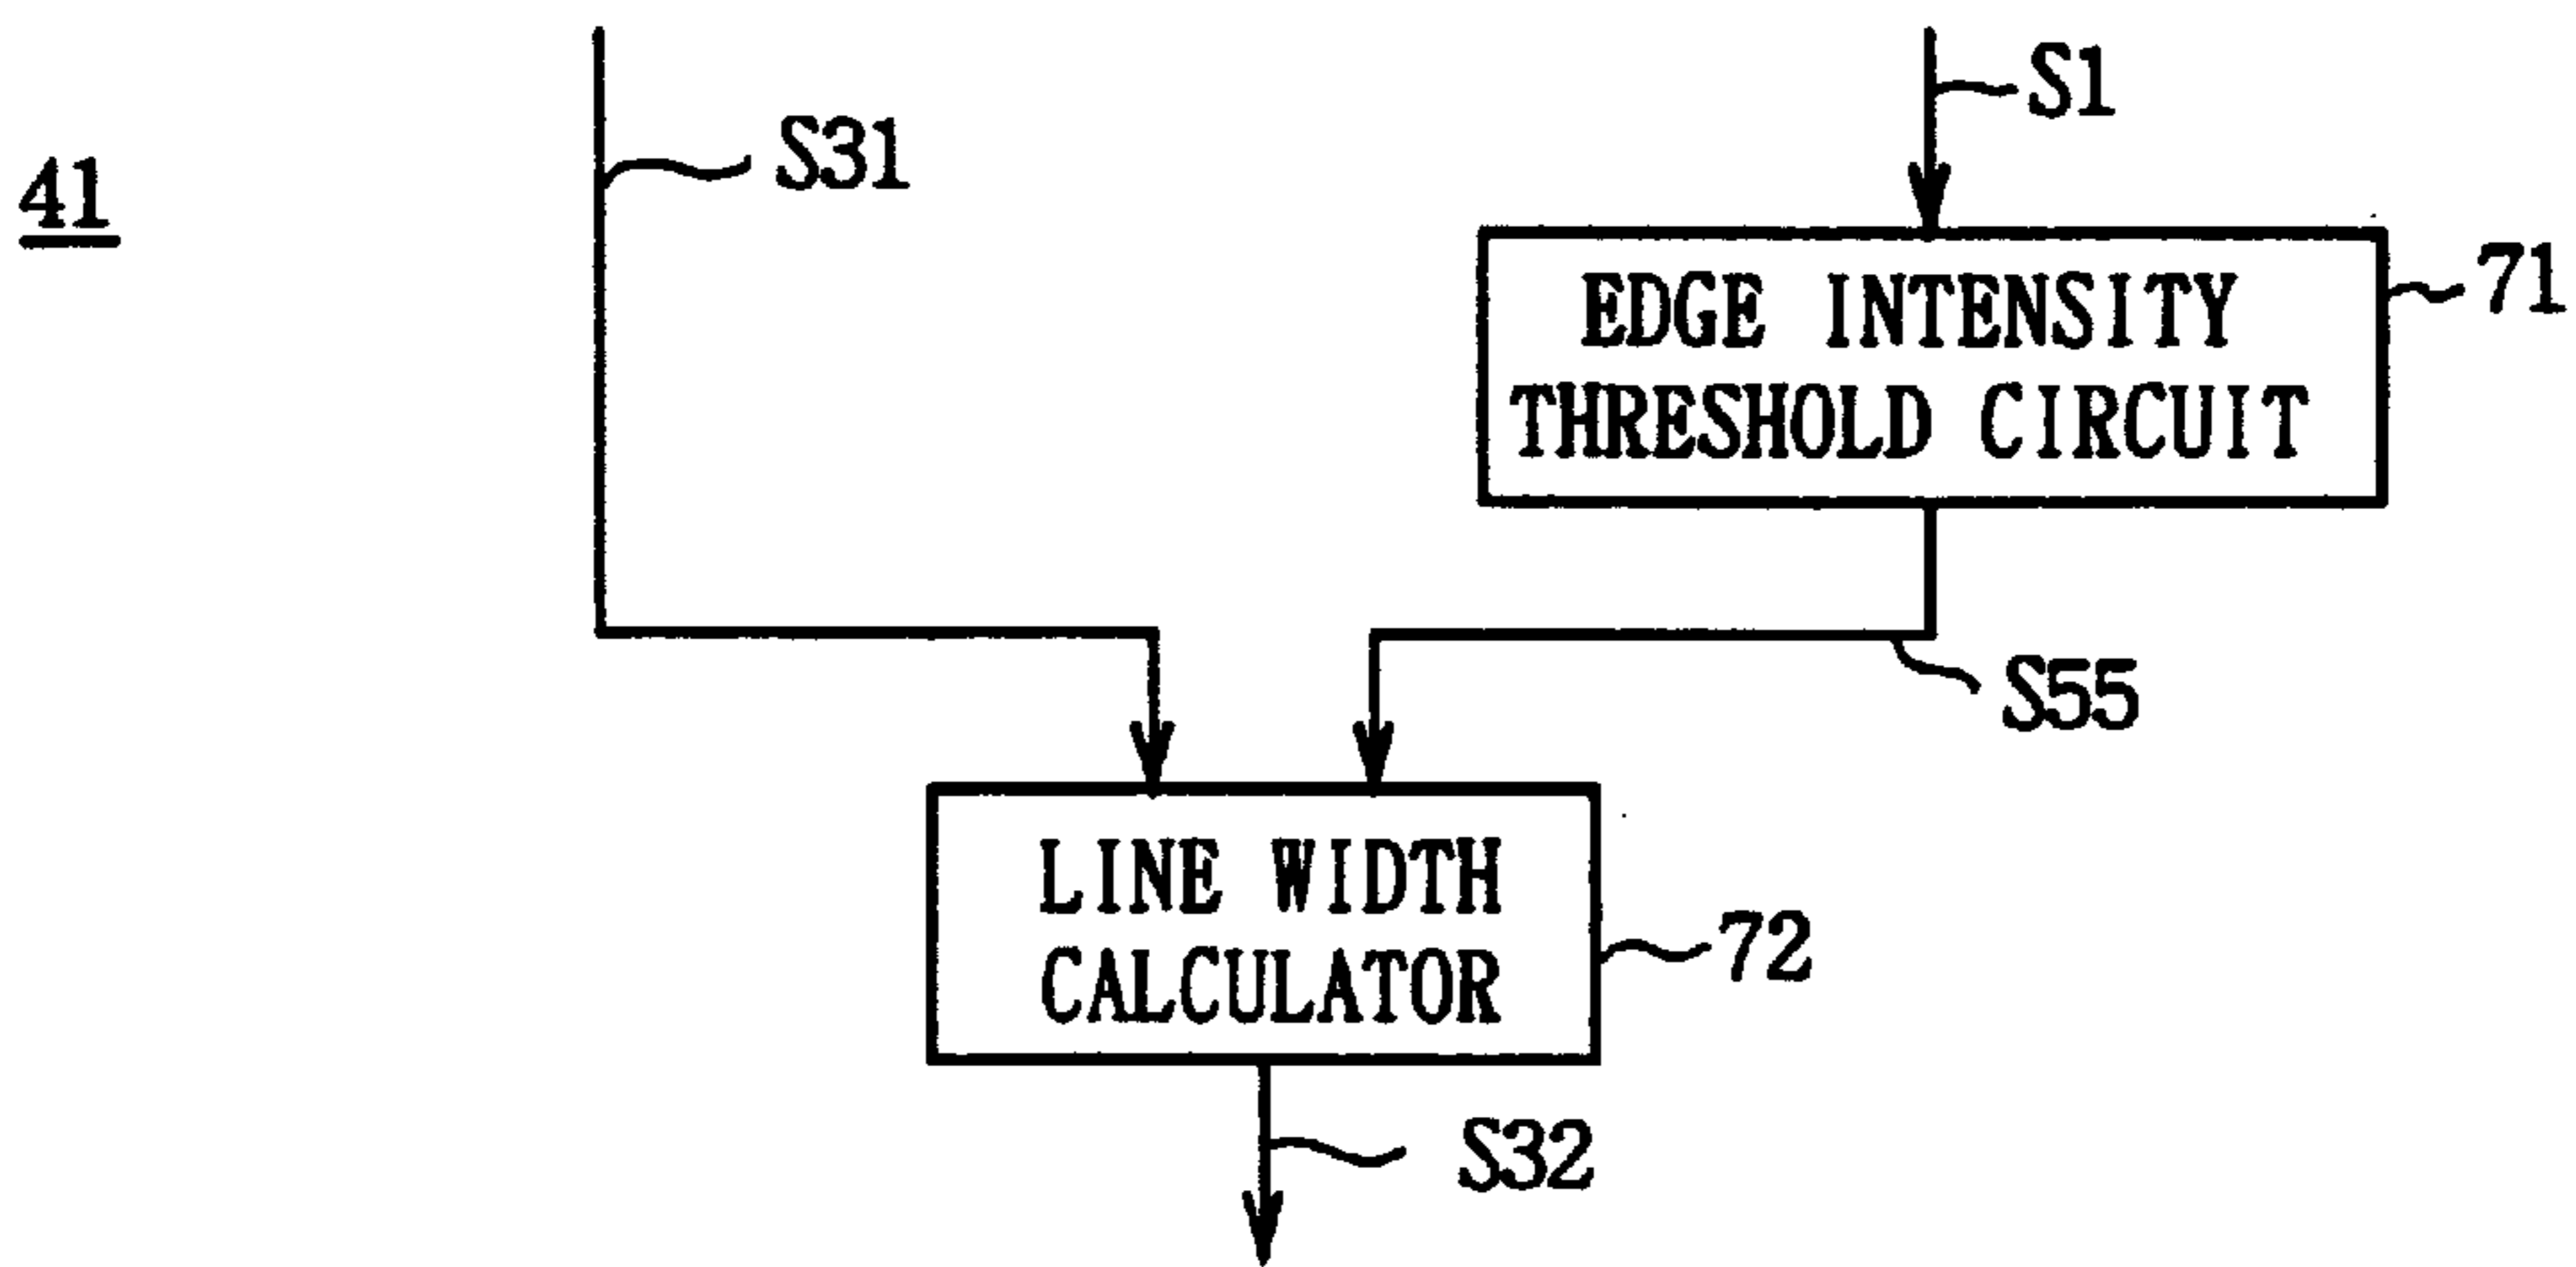 S1
S31
41
71
EDGE INTENSITY
THRESHOLD CIRCUIT
S55
LINE WIDTH
CALCULATOR
72
S32